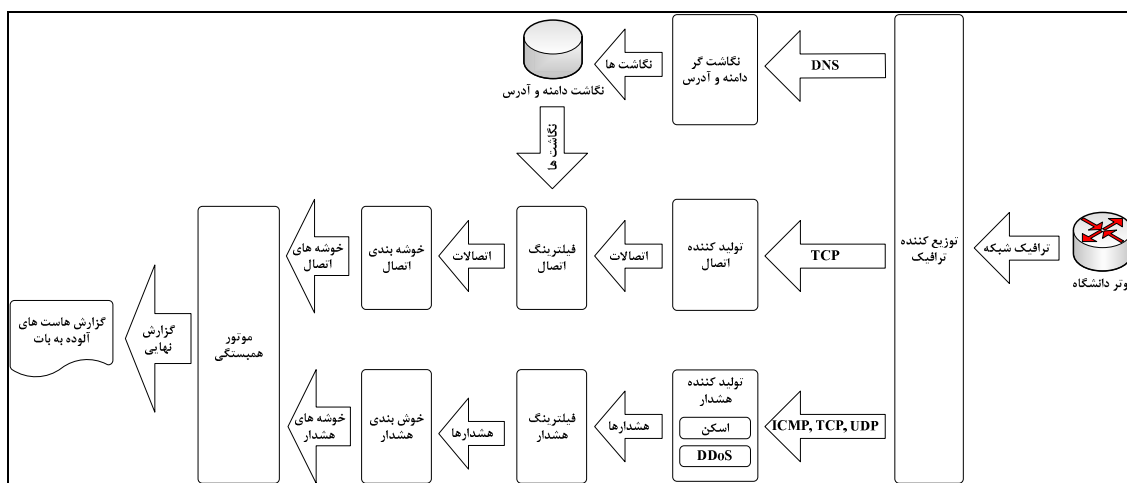 DNS
نگاشت گر
دامنه و آدرس
نگاشت ها
نگاشت دامنه و آدرس
نگاشت ها
وتر دانشگاه
ترافیک شبکه
توزیع کننده
ترافیک
TCP
تولید کننده
اتصال
اتصالات
فیلترینگ
اتصال
اتصالات
خوشه بندی
اتصال
خوشه های
اتصال
موتور
همبستگی
گزارش
نهایی
گزارش هاست های
آلوده به بات
ICMP, TCP, UDP
تولید کننده
هشدار
اسکن
DDoS
هشدارها
فیلترینگ
هشدار
هشدارها
خوش بندی
هشدار
خوشه های
هشدار